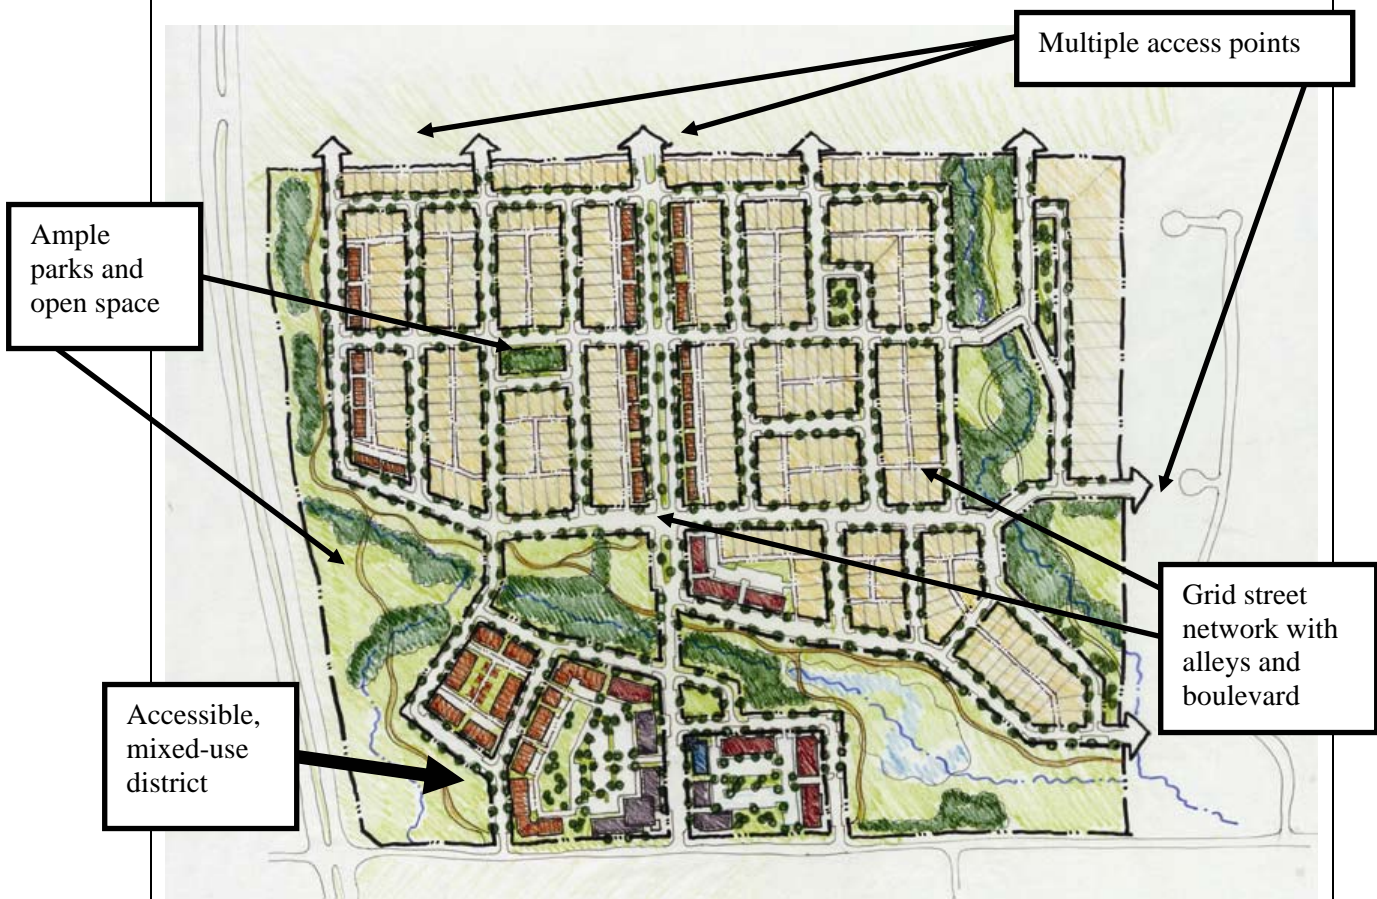 Multiple access points
Ample
parks and
open space
Grid street
network with
alleys and
boulevard
Accessible,
mixed-use
district